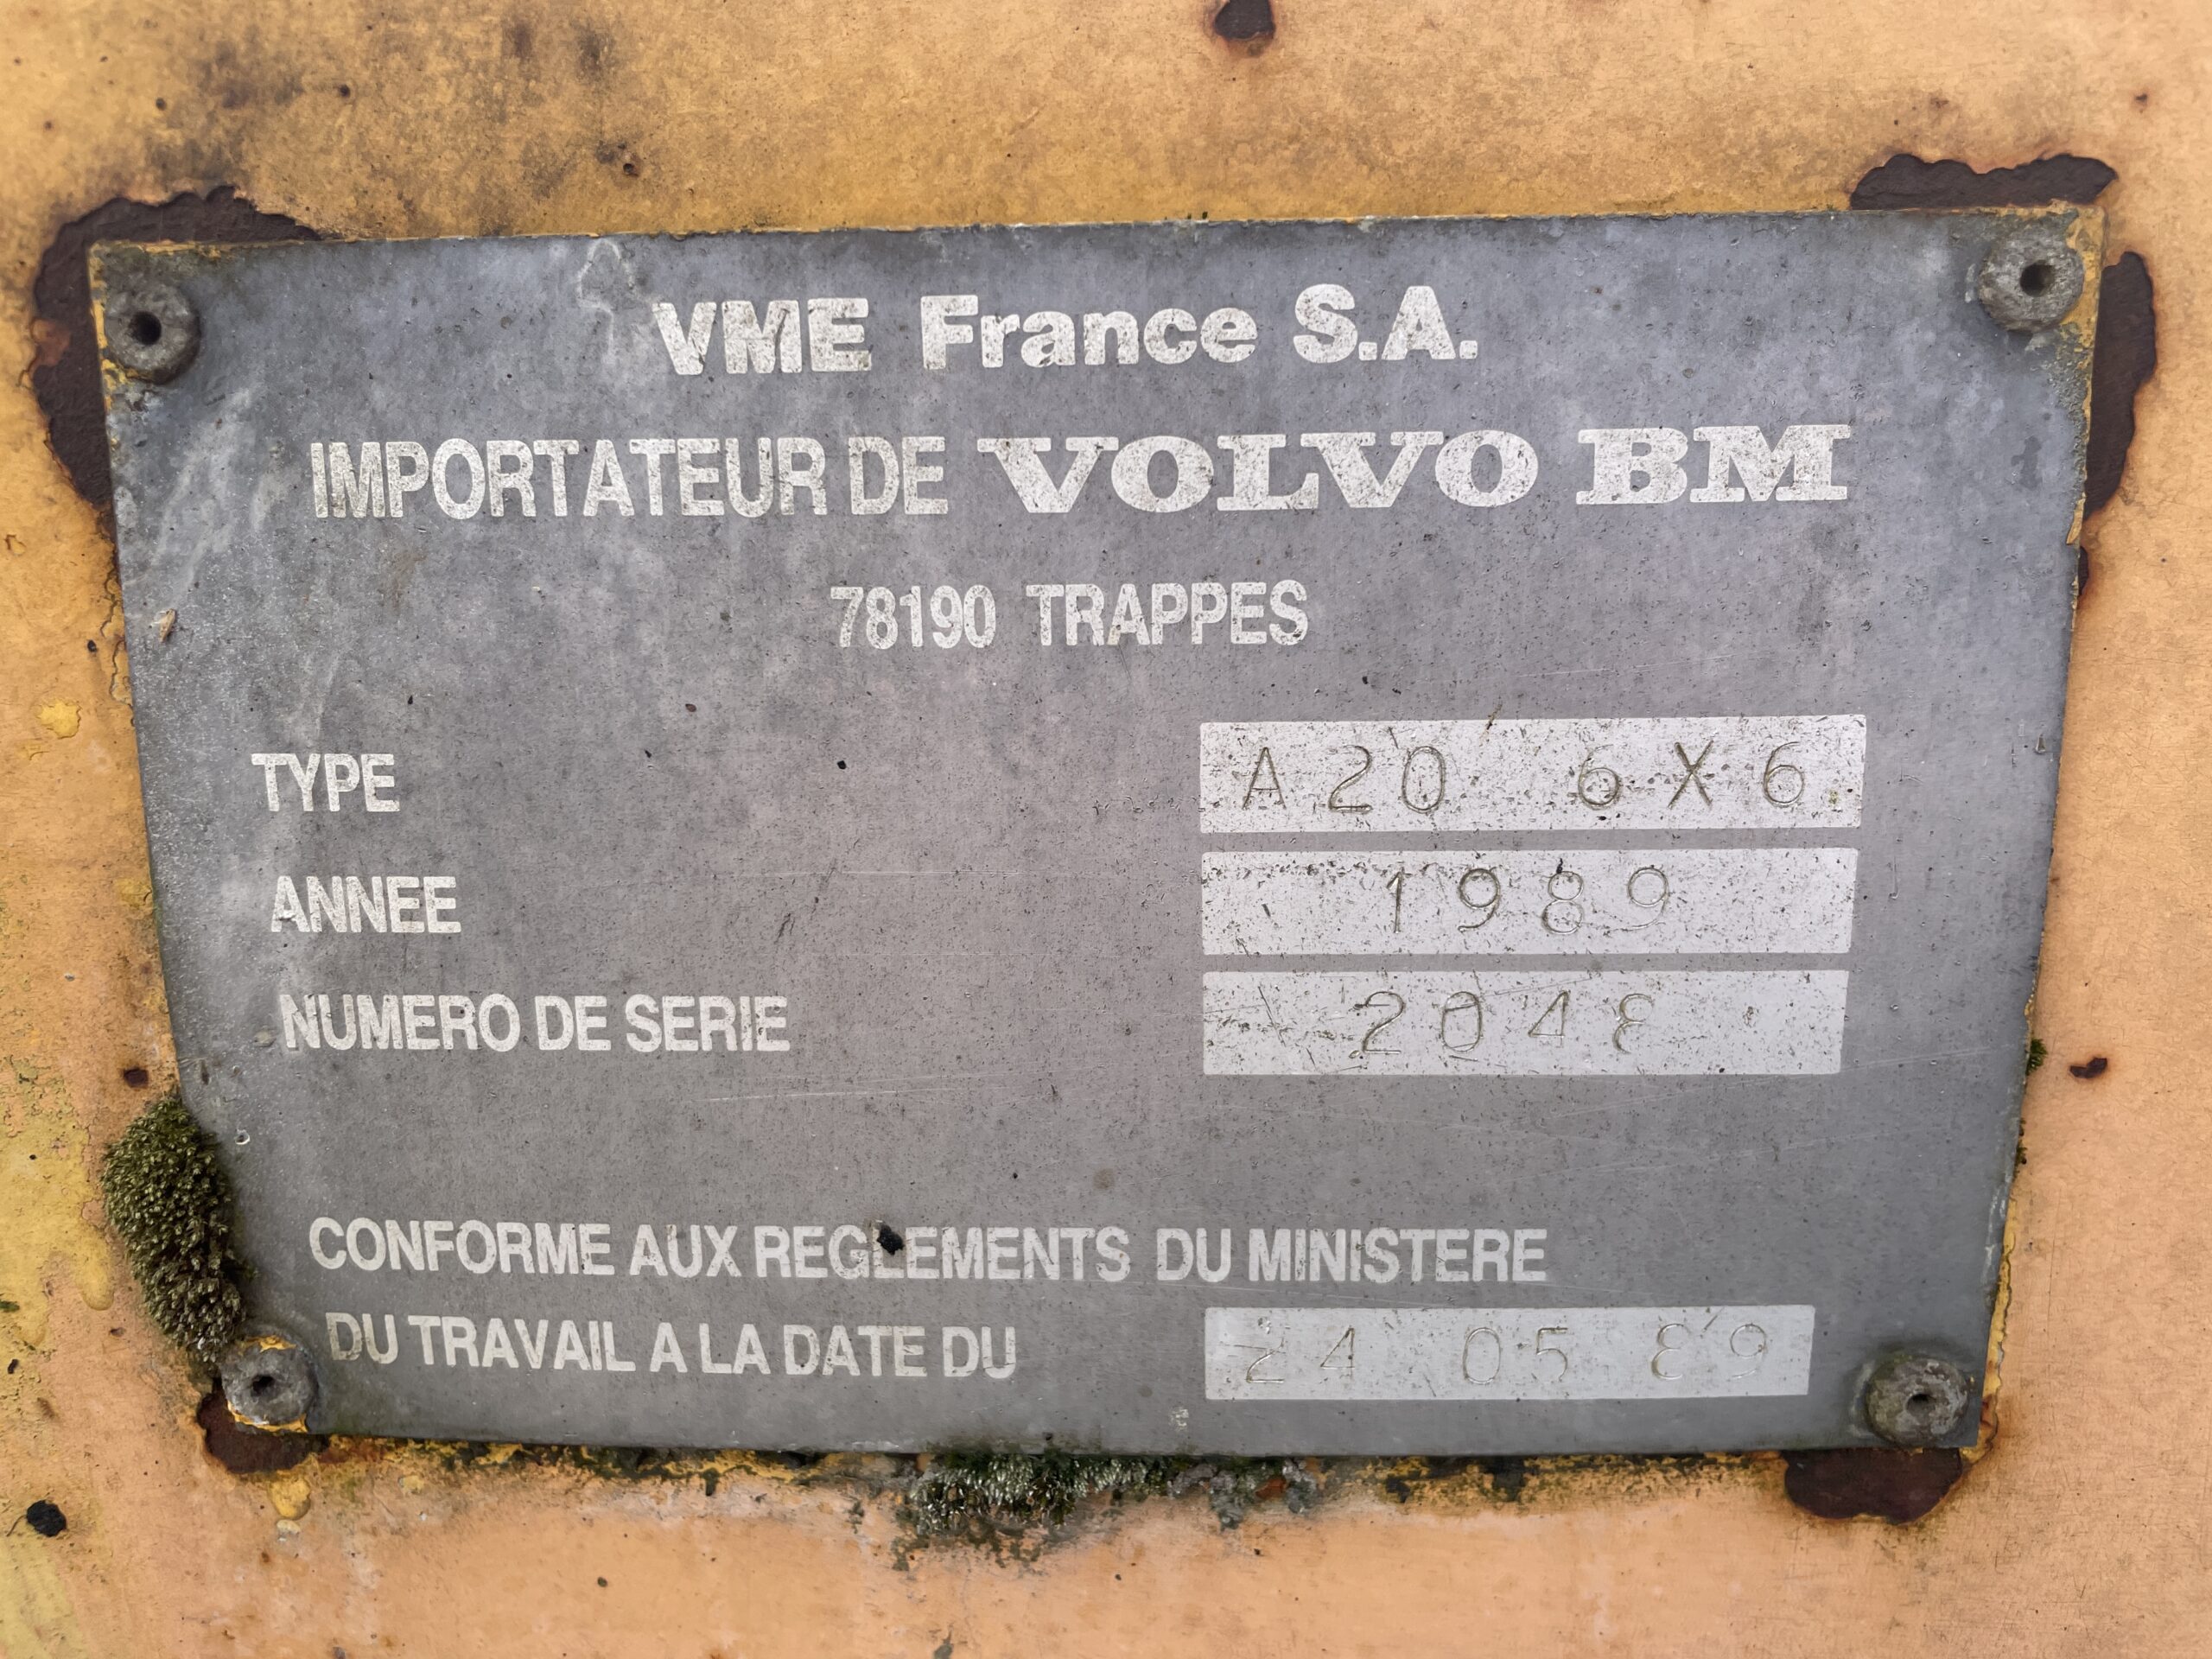 VME France S.A.
IMPORTATEUR DE VOLVO BM
78190 TRAPPES
TYPE A20 6X6
ANNEE 1989
NUMERO DE SERIE 2048
CONFORME AUX REGLEMENTS DU MINISTERE
DU TRAVAIL A LA DATE DU 24 05 89